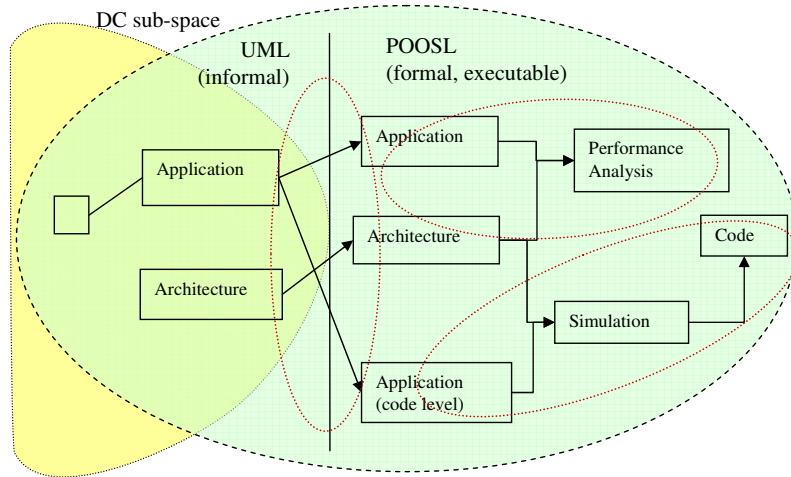 DC sub-space
UML
(informal)
POOSL
(formal, executable)
Application
Application
Performance
Analysis
Architecture
Code
Architecture
Simulation
Application
(code level)